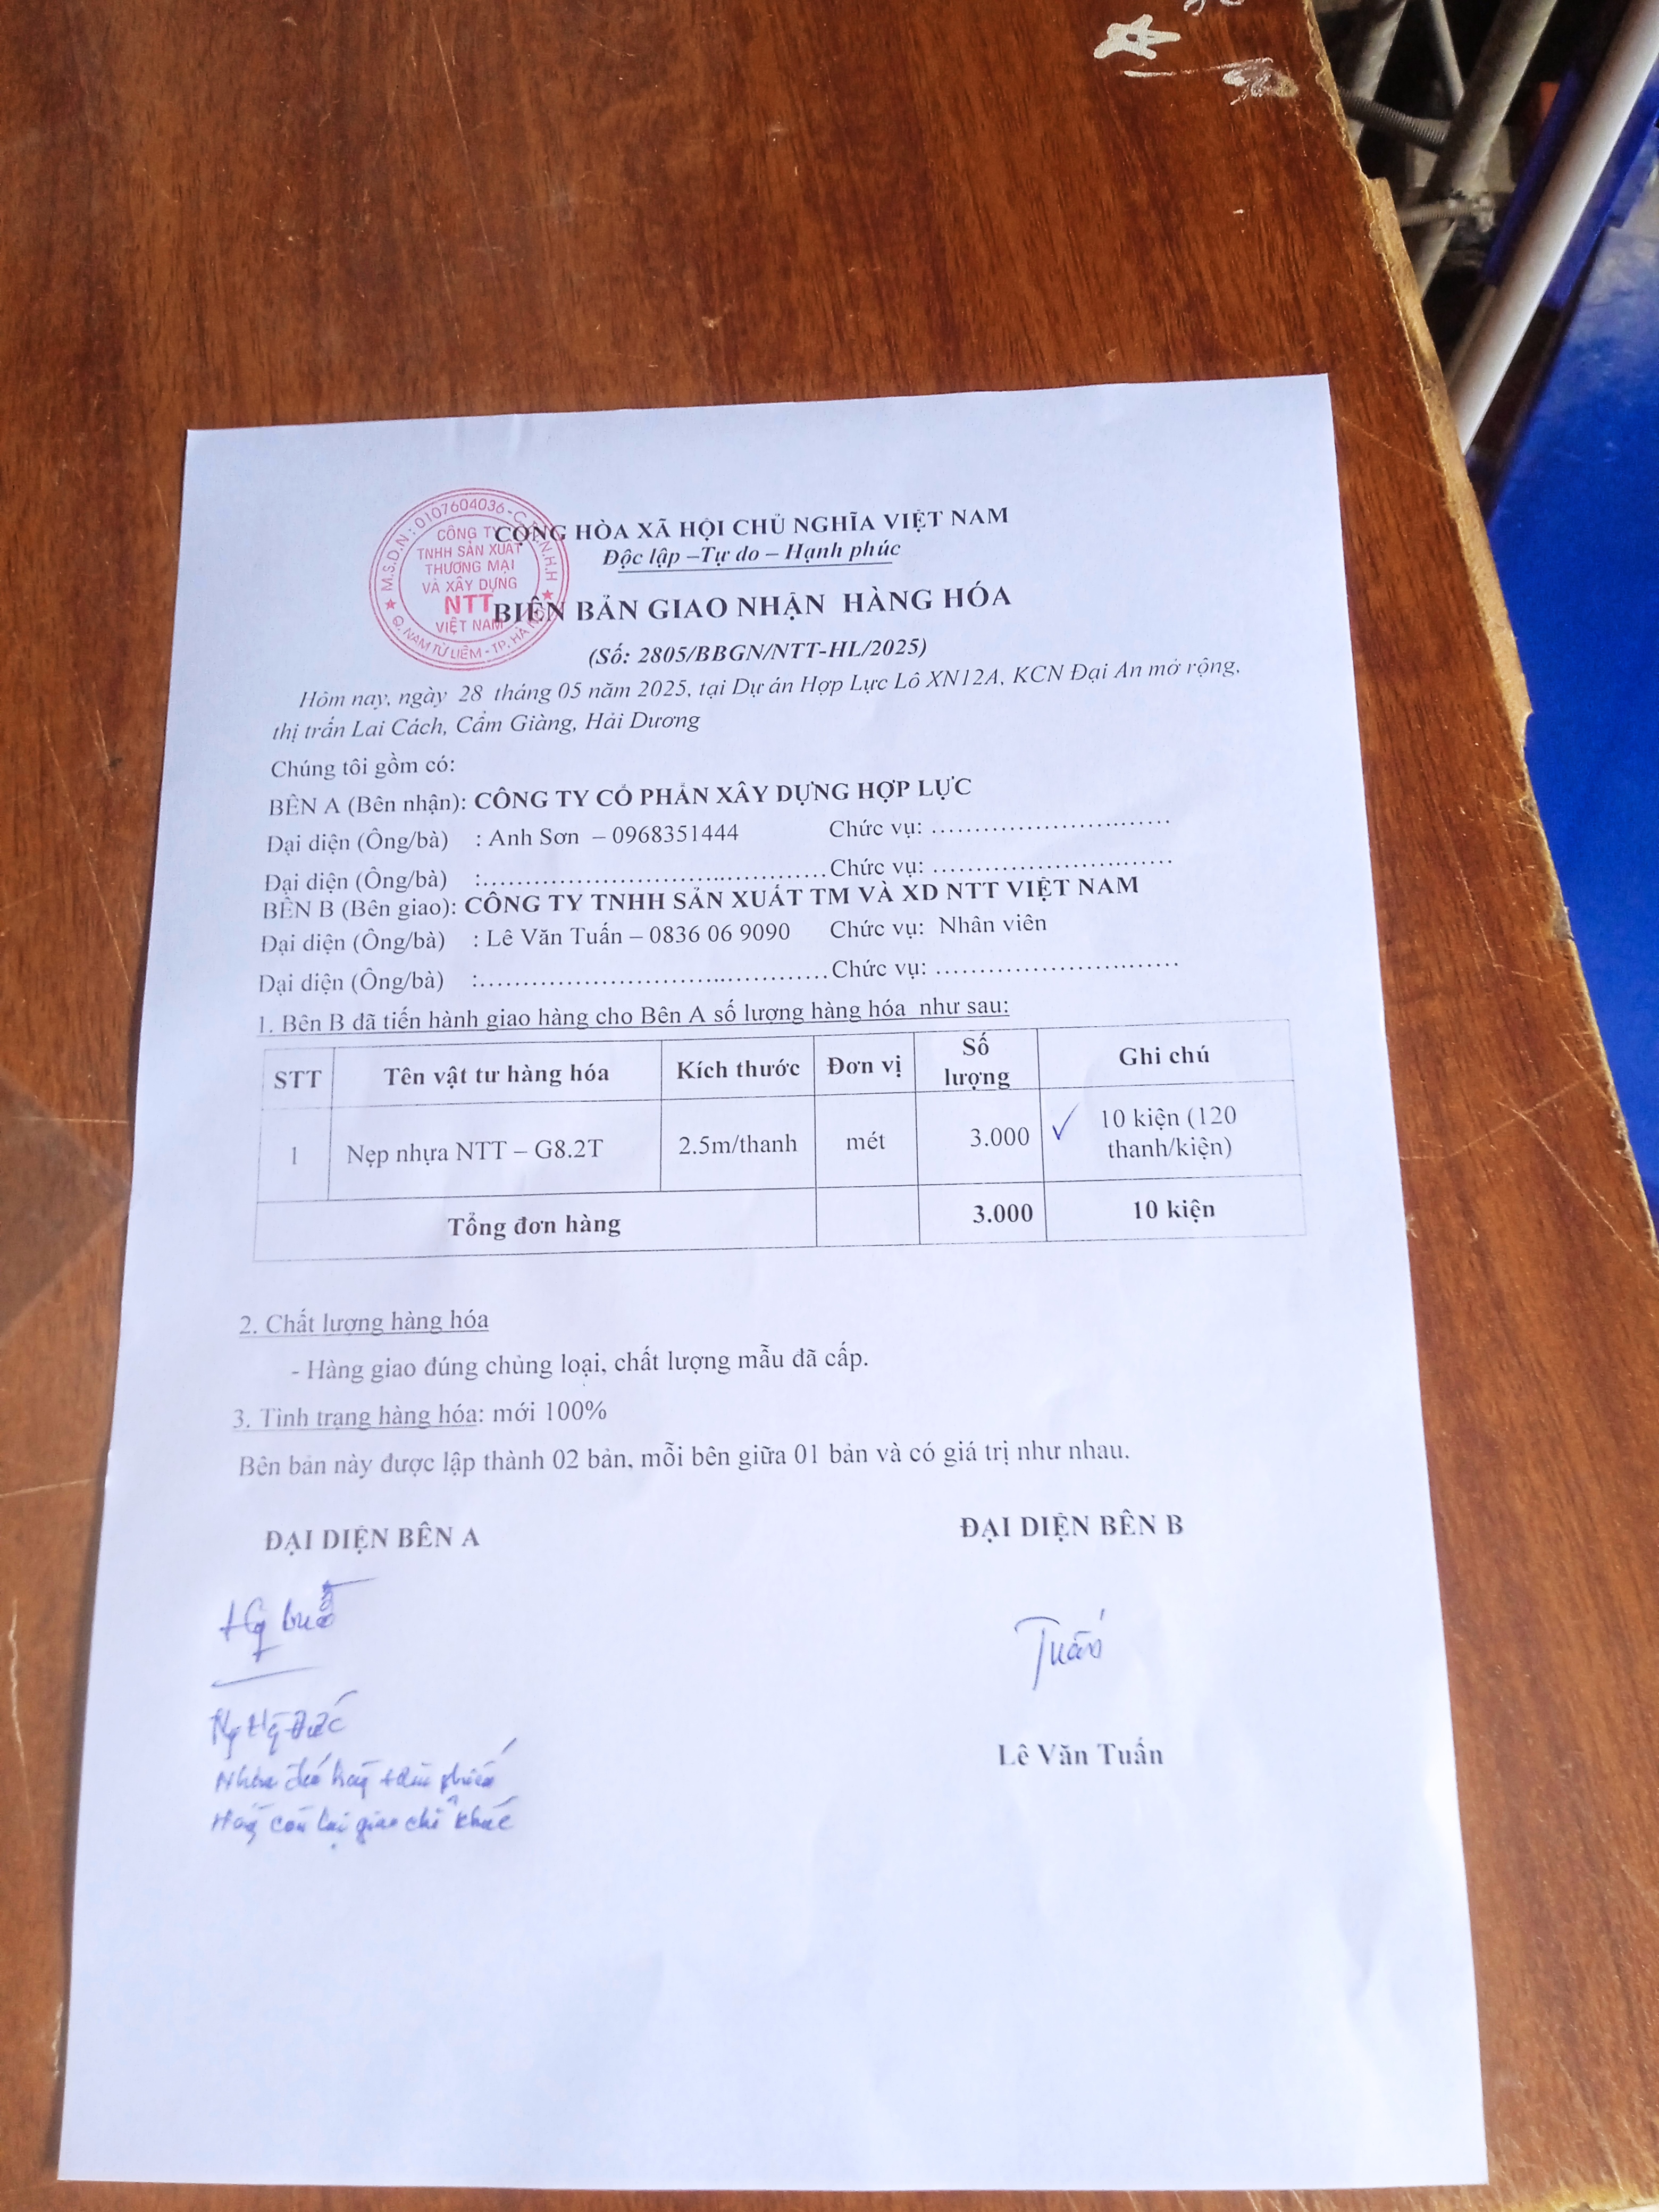 M.S.D.N: 0107604036-C.T.T.N.H.H
CÔNG TY
TNHH SẢN XUẤT
THƯƠNG MẠI
VÀ XÂY DỰNG
NTT
VIỆT NAM
Q. NAM TỪ LIÊM - TP. HÀ NỘI
CỘNG HÒA XÃ HỘI CHỦ NGHĨA VIỆT NAM
Độc lập –Tự do – Hạnh phúc
BIÊN BẢN GIAO NHẬN HÀNG HÓA
(Số: 2805/BBGN/NTT-HL/2025)
Hôm nay, ngày 28 tháng 05 năm 2025, tại Dự án Hợp Lực Lô XN12A, KCN Đại An mở rộng,
thị trấn Lai Cách, Cẩm Giàng, Hải Dương
Chúng tôi gồm có:
BÊN A (Bên nhận): CÔNG TY CỔ PHẦN XÂY DỰNG HỢP LỰC
Đại diện (Ông/bà) : Anh Sơn – 0968351444 Chức vụ: ............................
Đại diện (Ông/bà) :........................................ Chức vụ: ............................
BÊN B (Bên giao): CÔNG TY TNHH SẢN XUẤT TM VÀ XD NTT VIỆT NAM
Đại diện (Ông/bà) : Lê Văn Tuấn – 0836 06 9090 Chức vụ: Nhân viên
Đại diện (Ông/bà) :........................................ Chức vụ: ............................
1. Bên B đã tiến hành giao hàng cho Bên A số lượng hàng hóa như sau:
STT Tên vật tư hàng hóa Kích thước Đơn vị Số lượng Ghi chú
1 Nẹp nhựa NTT – G8.2T 2.5m/thanh mét 3.000 ✓ 10 kiện (120 thanh/kiện)
Tổng đơn hàng 3.000 10 kiện
2. Chất lượng hàng hóa
- Hàng giao đúng chủng loại, chất lượng mẫu đã cấp.
3. Tình trạng hàng hóa: mới 100%
Bên bản này được lập thành 02 bản, mỗi bên giữa 01 bản và có giá trị như nhau.
ĐẠI DIỆN BÊN A ĐẠI DIỆN BÊN B
Tuấn
Lê Văn Tuấn